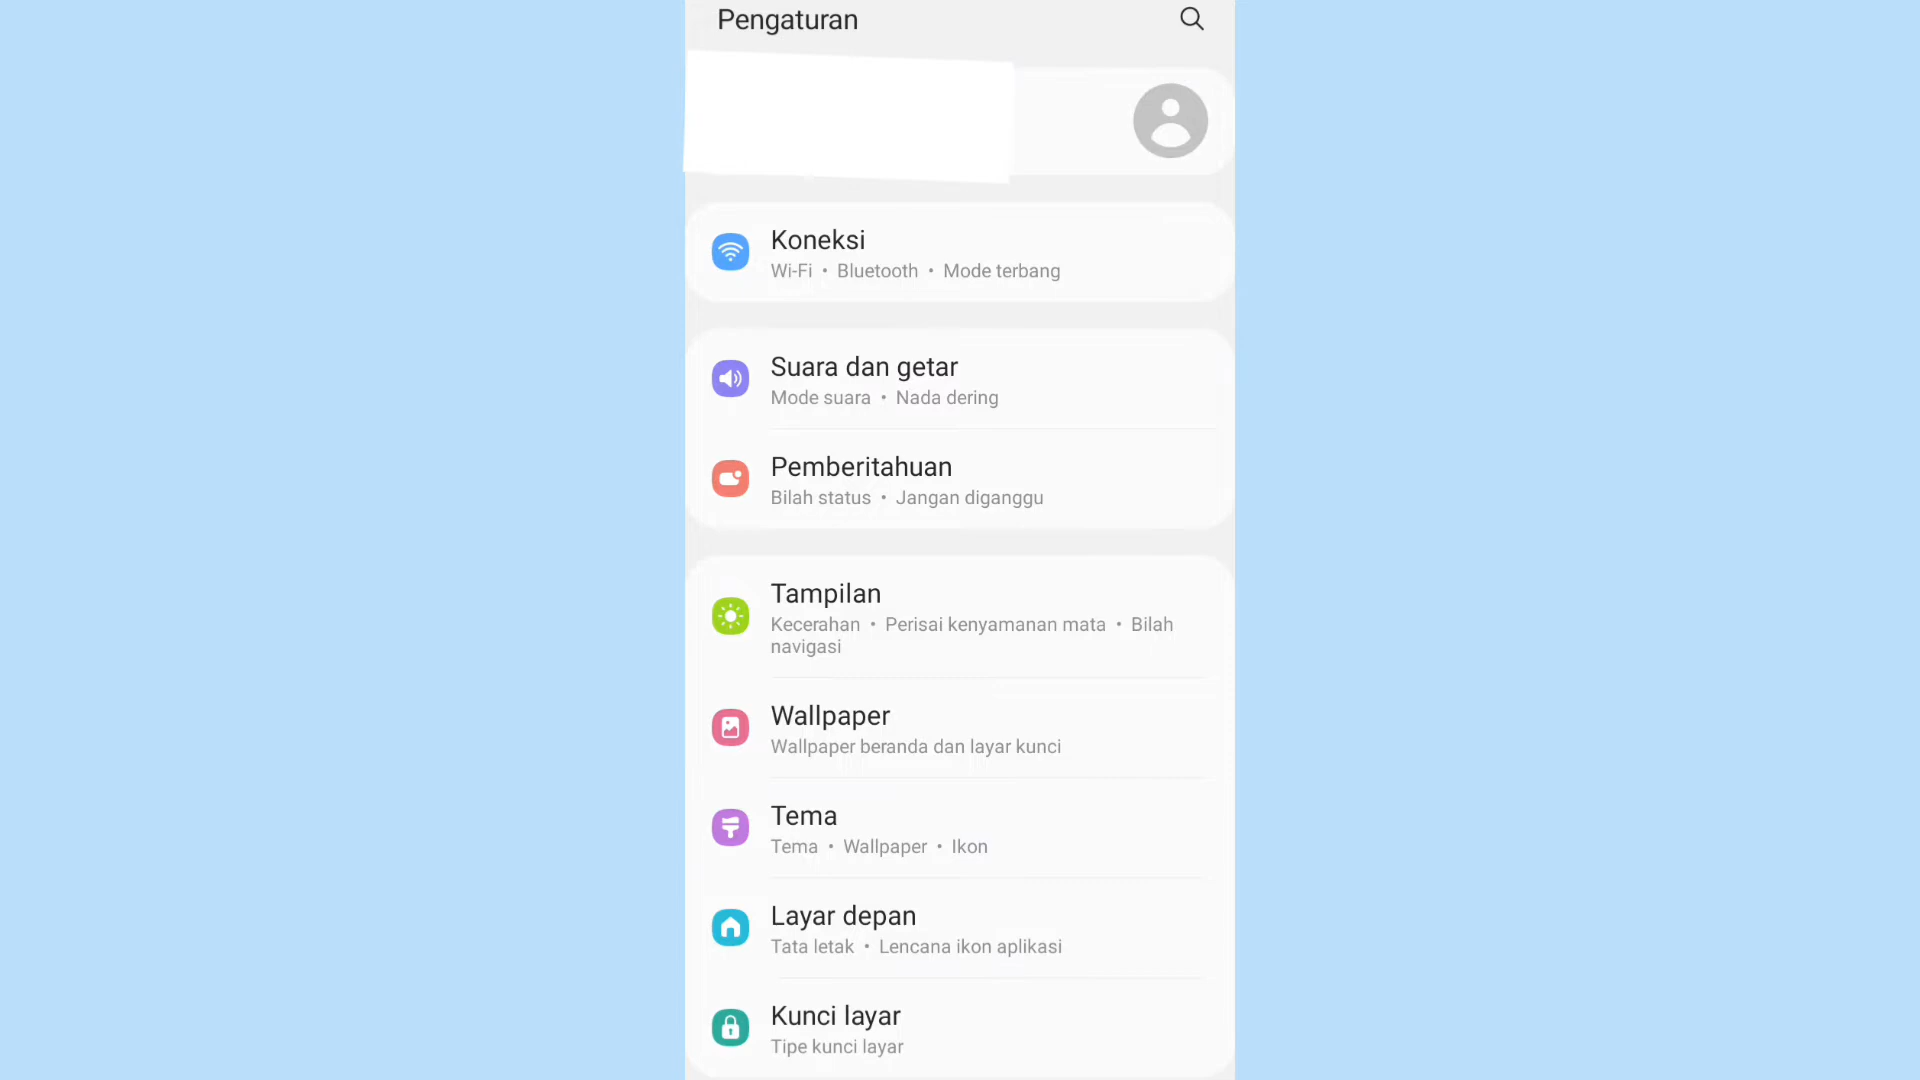 Pengaturan
Koneksi
Wi-Fi • Bluetooth • Mode terbang
Suara dan getar
Mode suara • Nada dering
Pemberitahuan
Bilah status • Jangan diganggu
Tampilan
Kecerahan • Perisai kenyamanan mata • Bilah
navigasi
Wallpaper
Wallpaper beranda dan layar kunci
Tema
Tema • Wallpaper • Ikon
Layar depan
Tata letak • Lencana ikon aplikasi
Kunci layar
Tipe kunci layar